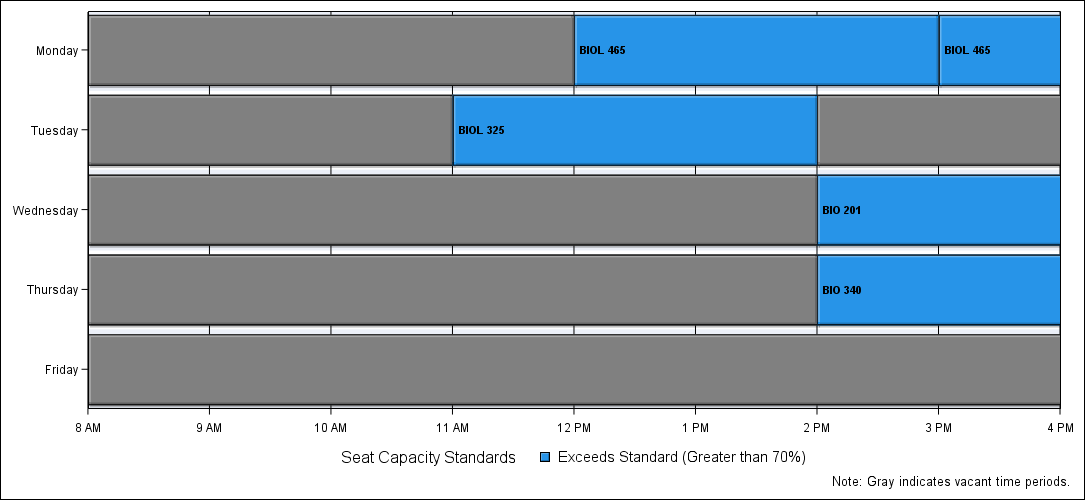 Monday
BIOL 465
BIOL 465
Tuesday
BIOL 325
Wednesday
BIO 201
Thursday
BIO 340
Friday
8 AM 9 AM 10 AM 11 AM 12 PM 1 PM 2 PM 3 PM 4 PM
Seat Capacity Standards Exceeds Standard (Greater than 70%)
Note: Gray indicates vacant time periods.